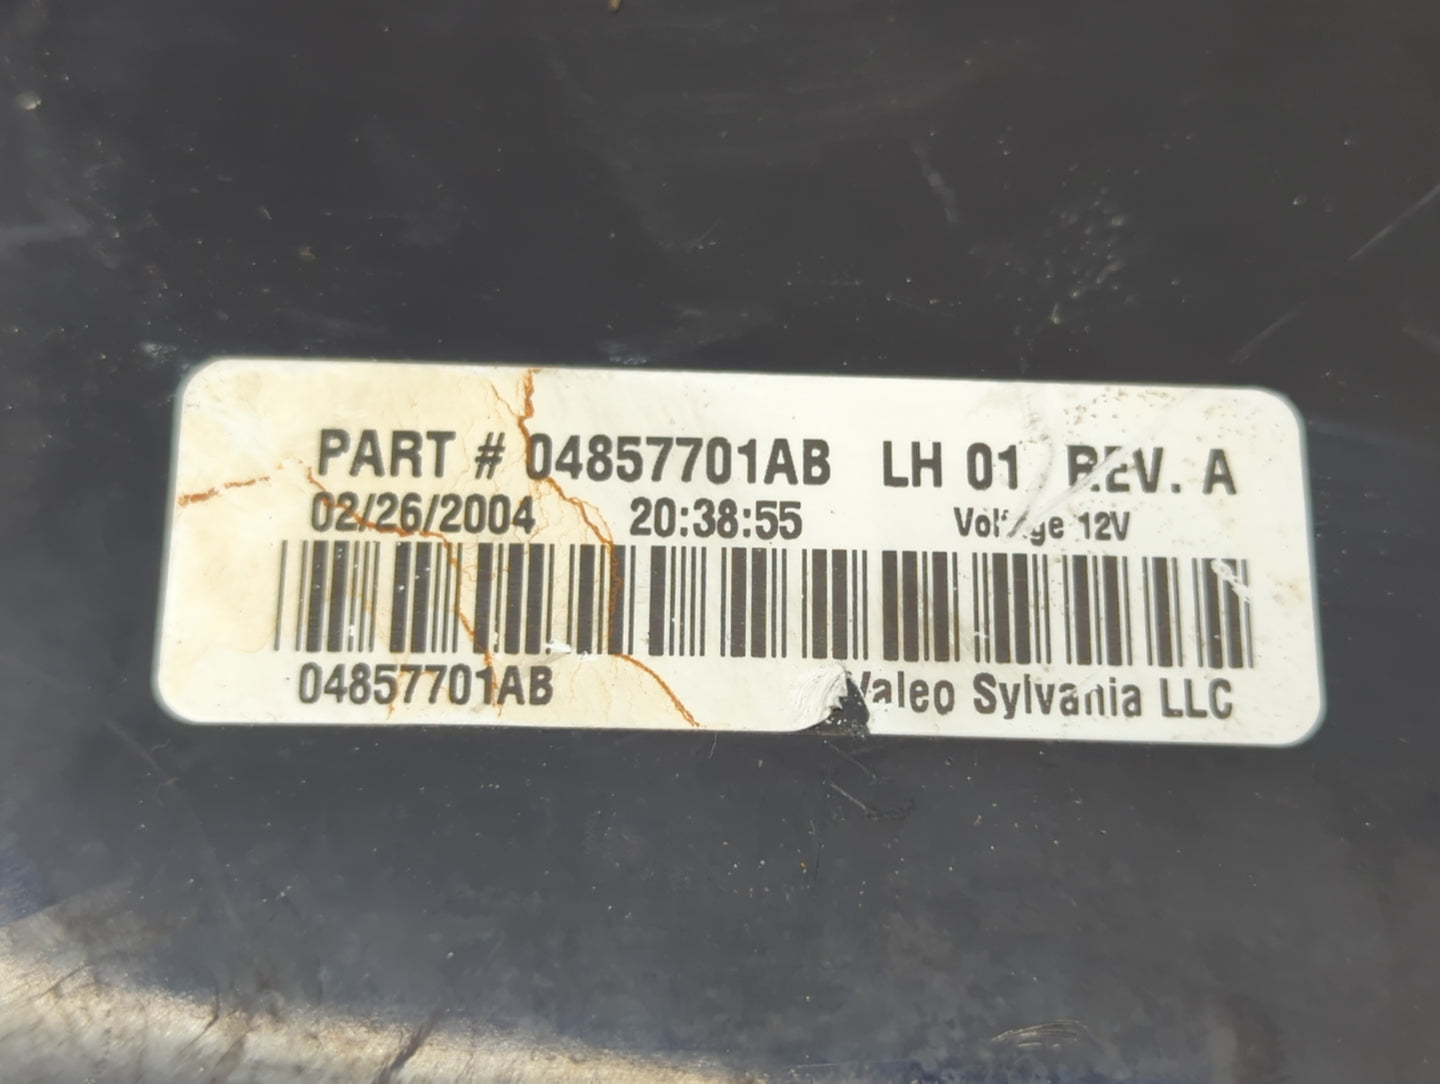 PART # 04857701AB LH 01 REV. A
02/26/2004 20:38:55 Voltage 12V
04857701AB Valeo Sylvania LLC